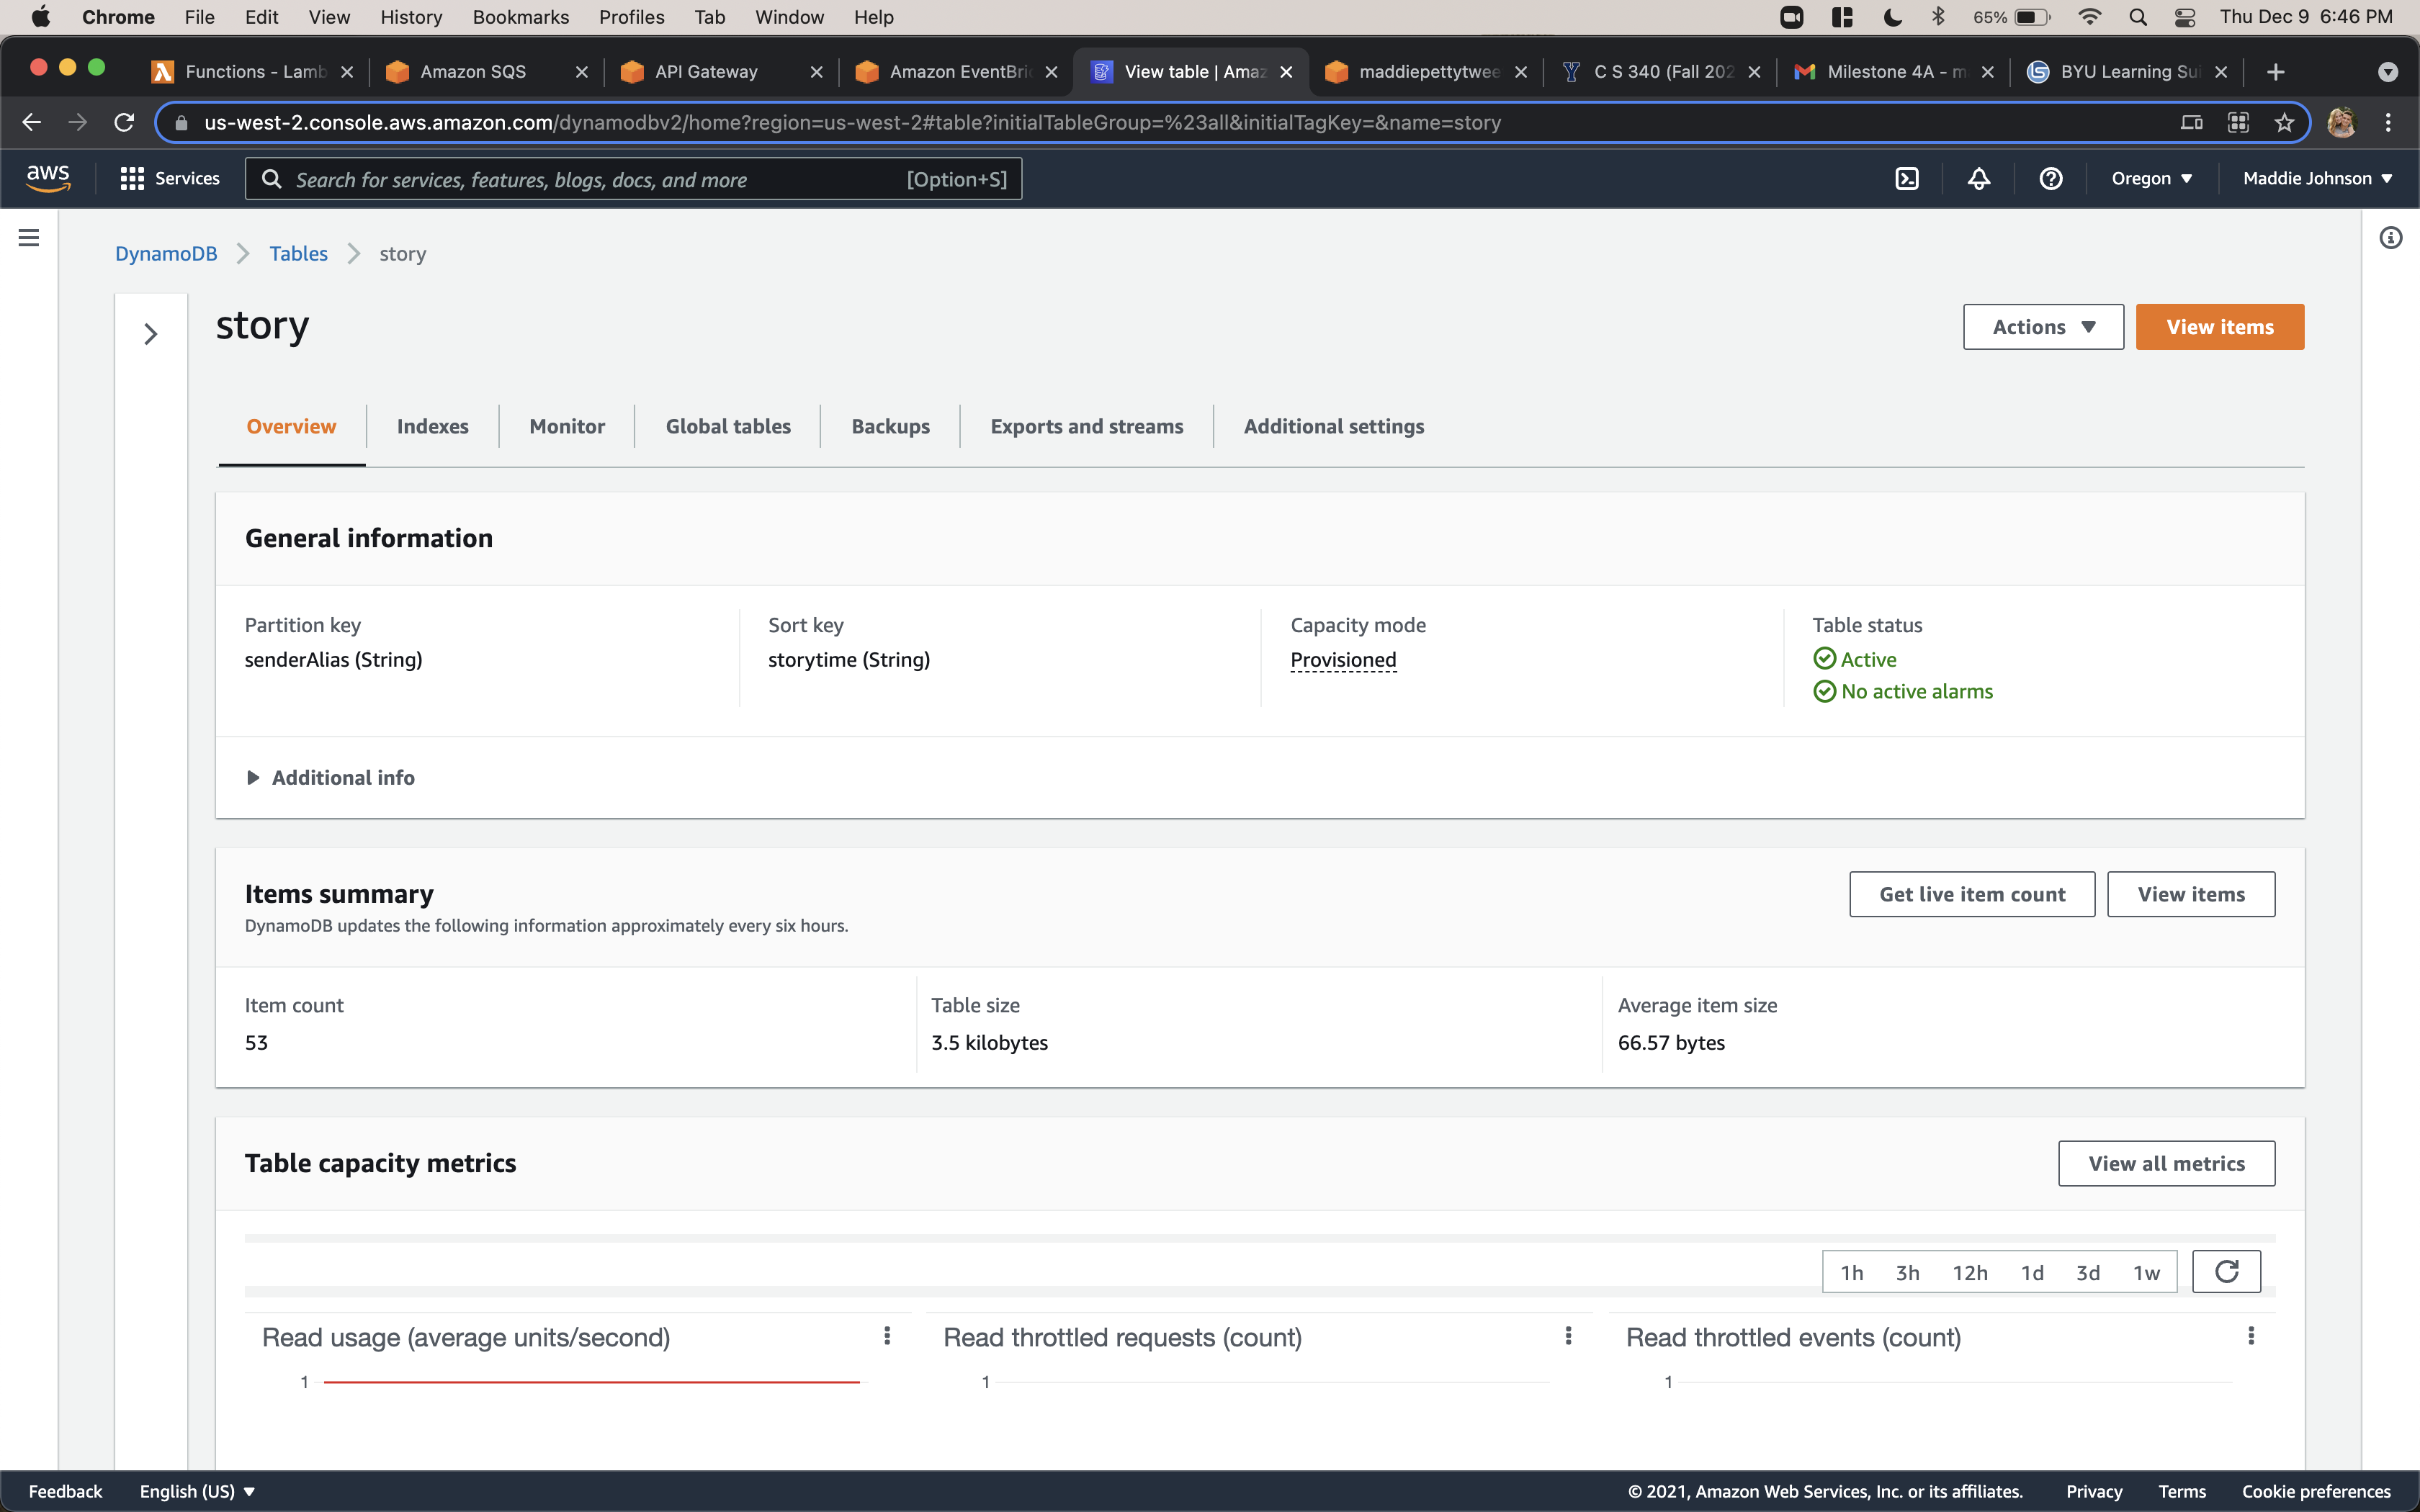 Chrome File Edit View History Bookmarks Profiles Tab Window Help 65% Thu Dec 9 6:46 PM
Functions - Lamb Amazon SQS API Gateway Amazon EventBri View table | Amaz maddiepettytwee C S 340 (Fall 202 Milestone 4A - m BYU Learning Sui
us-west-2.console.aws.amazon.com/dynamodbv2/home?region=us-west-2#table?initialTableGroup=%23all&initialTagKey=&name=story
aws Services Search for services, features, blogs, docs, and more [Option+S] Oregon Maddie Johnson
DynamoDB Tables story
story
Actions View items
Overview Indexes Monitor Global tables Backups Exports and streams Additional settings
General information
Partition key Sort key Capacity mode Table status
senderAlias (String) storytime (String) Provisioned Active
No active alarms
Additional info
Items summary
Get live item count View items
DynamoDB updates the following information approximately every six hours.
Item count Table size Average item size
53 3.5 kilobytes 66.57 bytes
Table capacity metrics
View all metrics
1h 3h 12h 1d 3d 1w
Read usage (average units/second) Read throttled requests (count) Read throttled events (count)
1 1 1
Feedback English (US) © 2021, Amazon Web Services, Inc. or its affiliates. Privacy Terms Cookie preferences